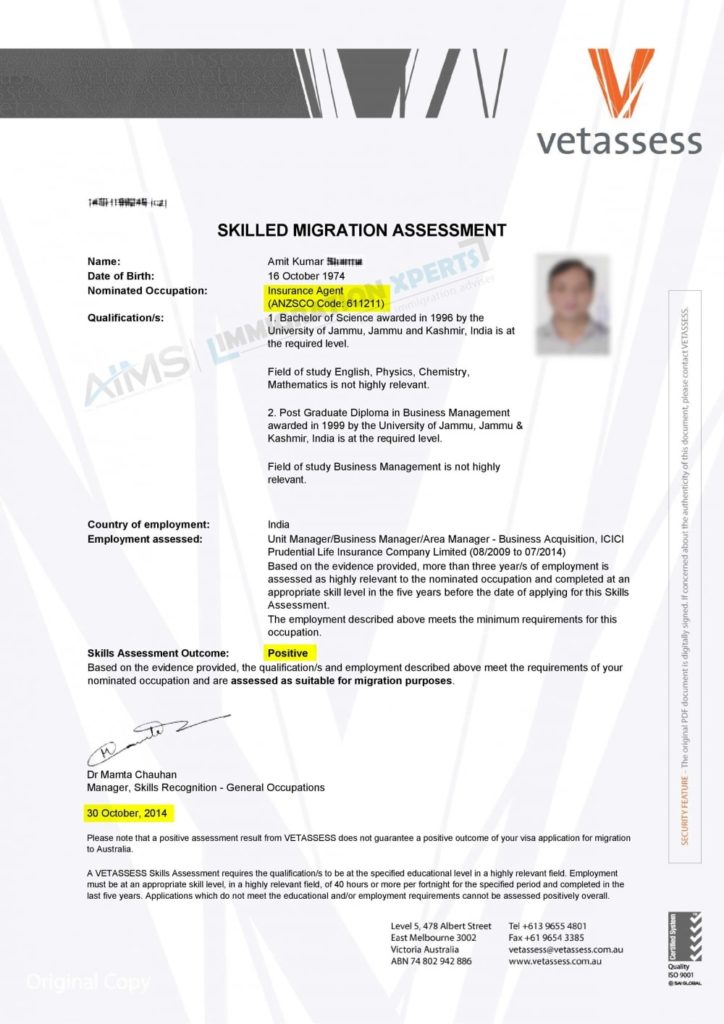 vetassess
SKILLED MIGRATION ASSESSMENT
Name: Amit Kumar
Date of Birth: 16 October 1974
Nominated Occupation: Insurance Agent
(ANZSCO Code: 611211)
Qualification/s: 1. Bachelor of Science awarded in 1996 by the
University of Jammu, Jammu and Kashmir, India is at
the required level.
Field of study English, Physics, Chemistry,
Mathematics is not highly relevant.
2. Post Graduate Diploma in Business Management
awarded in 1999 by the University of Jammu, Jammu &
Kashmir, India is at the required level.
Field of study Business Management is not highly
relevant.
AIMS | IMMIGRATION XPERTS
immigration adviser
Country of employment: India
Employment assessed: Unit Manager/Business Manager/Area Manager - Business Acquisition, ICICI
Prudential Life Insurance Company Limited (08/2009 to 07/2014)
Based on the evidence provided, more than three year/s of employment is
assessed as highly relevant to the nominated occupation and completed at an
appropriate skill level in the five years before the date of applying for this Skills
Assessment.
The employment described above meets the minimum requirements for this
occupation.
Skills Assessment Outcome: Positive
Based on the evidence provided, the qualification/s and employment described above meet the requirements of your
nominated occupation and are assessed as suitable for migration purposes.
Dr Mamta Chauhan
Manager, Skills Recognition - General Occupations
30 October, 2014
Please note that a positive assessment result from VETASSESS does not guarantee a positive outcome of your visa application for migration
to Australia.
A VETASSESS Skills Assessment requires the qualification/s to be at the specified educational level in a highly relevant field. Employment
must be at an appropriate skill level, in a highly relevant field, of 40 hours or more per fortnight for the specified period and completed in the
last five years. Applications which do not meet the educational and/or employment requirements cannot be assessed positively overall.
SECURITY FEATURE - The original PDF document is digitally signed. If concerned about the authenticity of this document, please contact VETASSESS.
Level 5, 478 Albert Street Tel +613 9655 4801
East Melbourne 3002 Fax +61 9654 3385
Victoria Australia vetassess@vetassess.com.au
ABN 74 802 942 886 www.vetassess.com.au
Certified System
Quality
ISO 9001
SAI GLOBAL
Original Copy